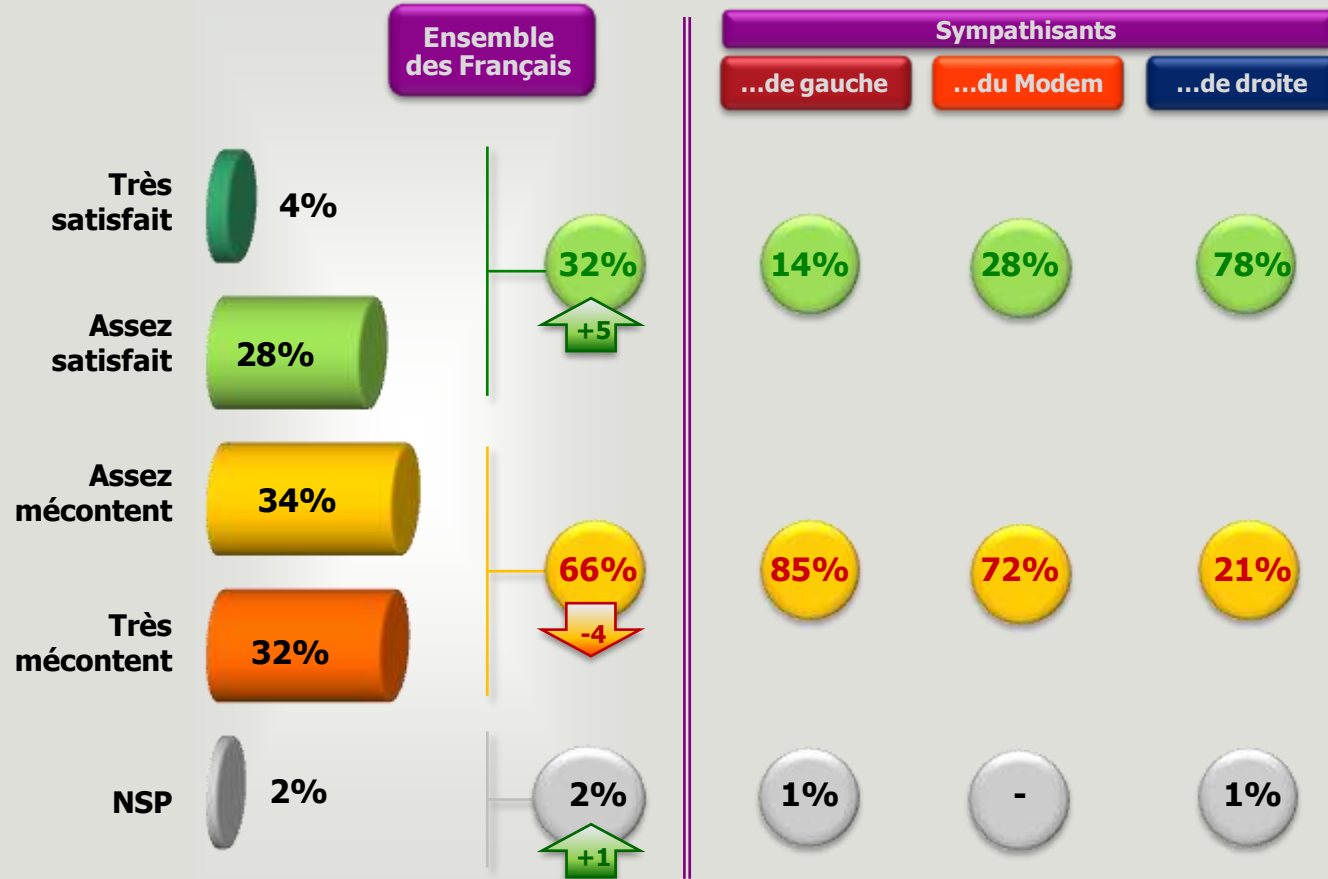 Ensemble
des Français
Sympathisants
...de gauche
...du Modem
...de droite
Très
satisfait
4%
32%
14%
28%
78%
+5
Assez
satisfait
28%
Assez
mécontent
34%
66%
85%
72%
21%
-4
Très
mécontent
32%
NSP
2%
2%
1%
-
1%
+1